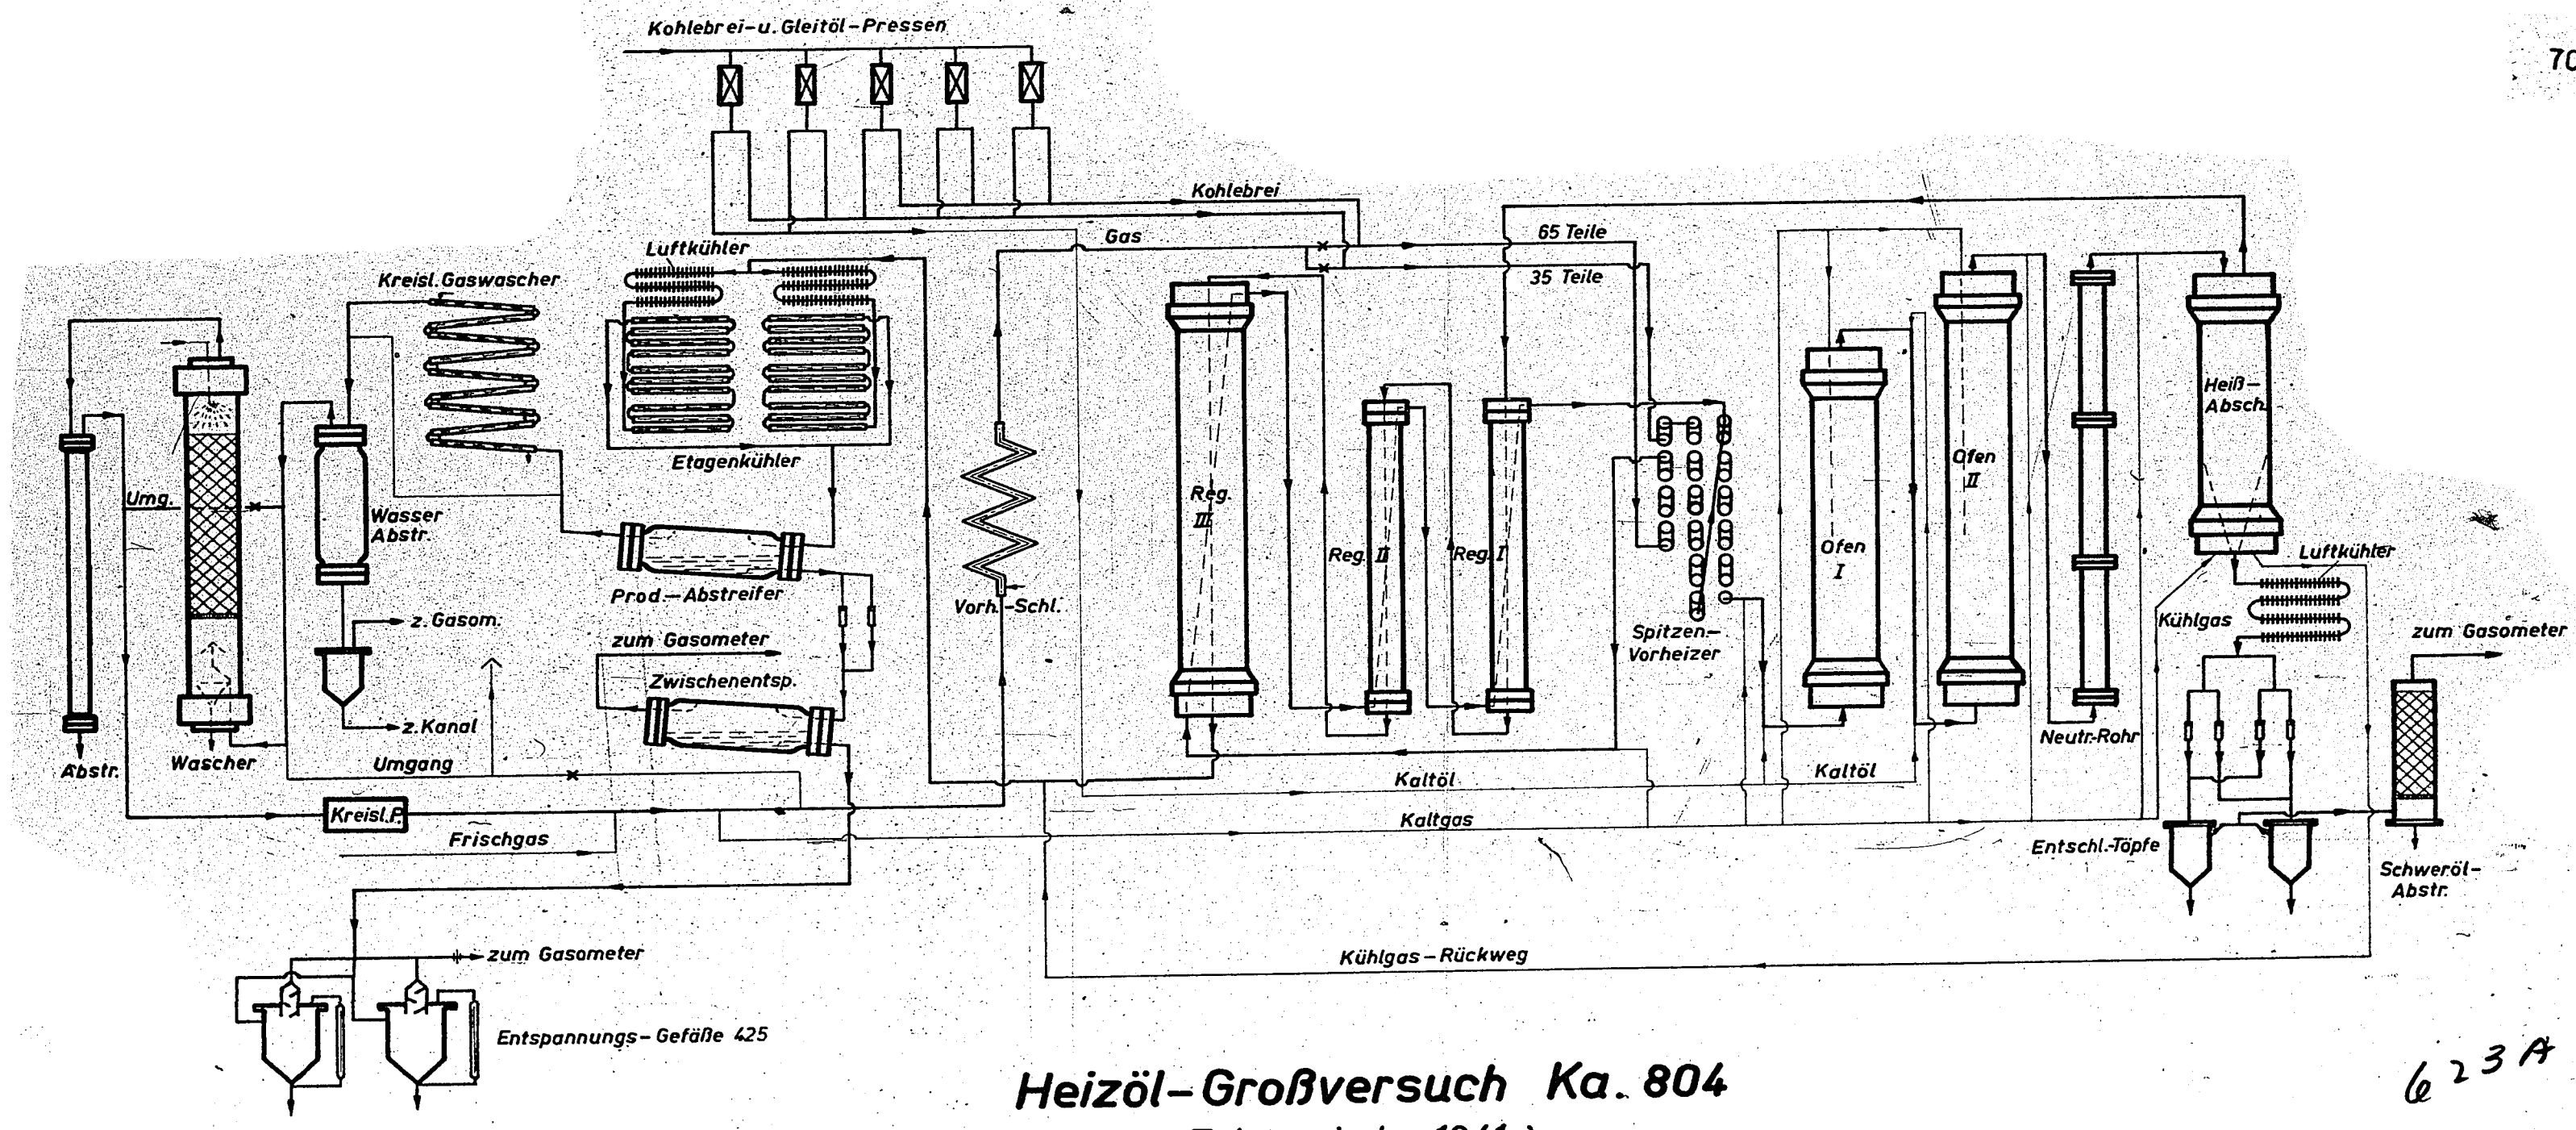 Kohlebrei-u. Gleitöl-Pressen
70
Kohlebrei
Gas
65 Teile
35 Teile
Luftkühler
Kreisl. Gaswascher
Etagenkühler
Umg.
Wasser
Abstr.
Reg.
III
Reg. II
Reg. I
Ofen
I
Ofen
II
Heiß-
Absch.
Luftkühler
Kühlgas
Prod.-Abstreifer
Vorh.-Schl.
z. Gasom.
zum Gasometer
Zwischenentsp.
Spitzen-
Vorheizer
zum Gasometer
z. Kanal
Neutr.-Rohr
Abstr.
Wascher
Umgang
Kaltöl
Kaltöl
Kreisl. P.
Kaltgas
Frischgas
Entschl.-Töpfe
Schweröl-
Abstr.
zum Gasometer
Kühlgas-Rückweg
Entspannungs-Gefäße 425
Heizöl-Großversuch Ka. 804
623A